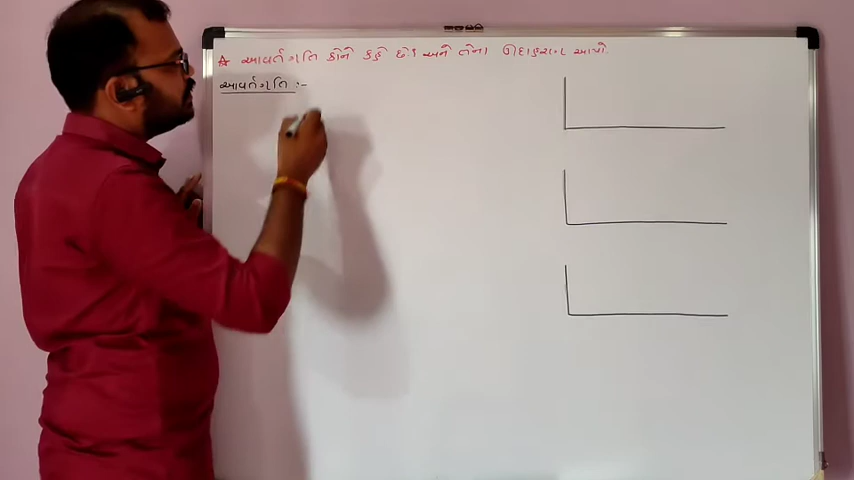 ☆ આવર્તગતિ કોને કહે છે? અને તેના ઉદાહરણ આપો.
આવર્તગતિ :-